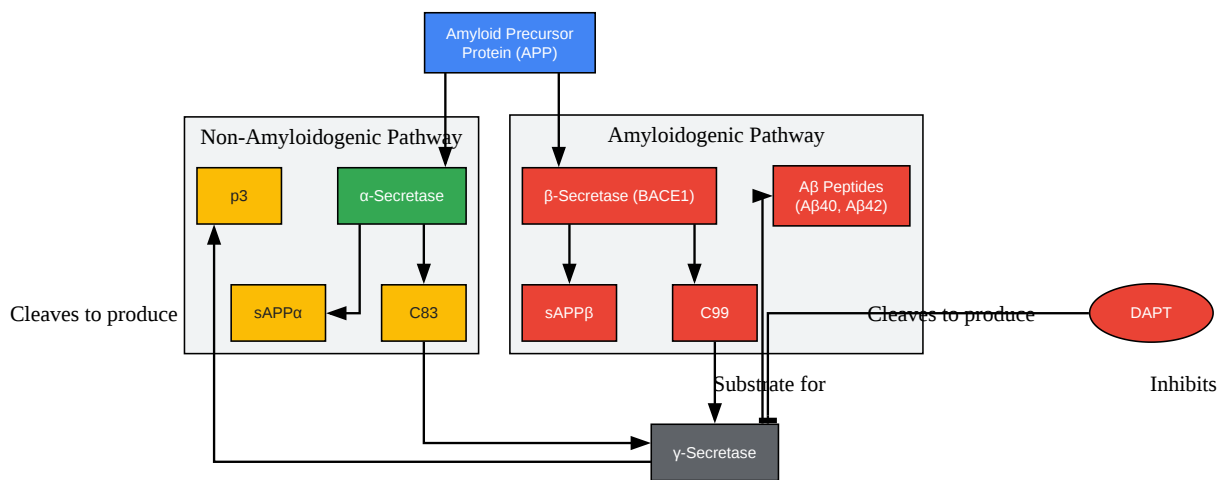 Amyloid Precursor
Protein (APP)
Non-Amyloidogenic Pathway
Amyloidogenic Pathway
p3
α-Secretase
β-Secretase (BACE1)
Aβ Peptides
(Aβ40, Aβ42)
Cleaves to produce
sAPPα
C83
sAPPβ
C99
Cleaves to produce
DAPT
Substrate for
Inhibits
γ-Secretase